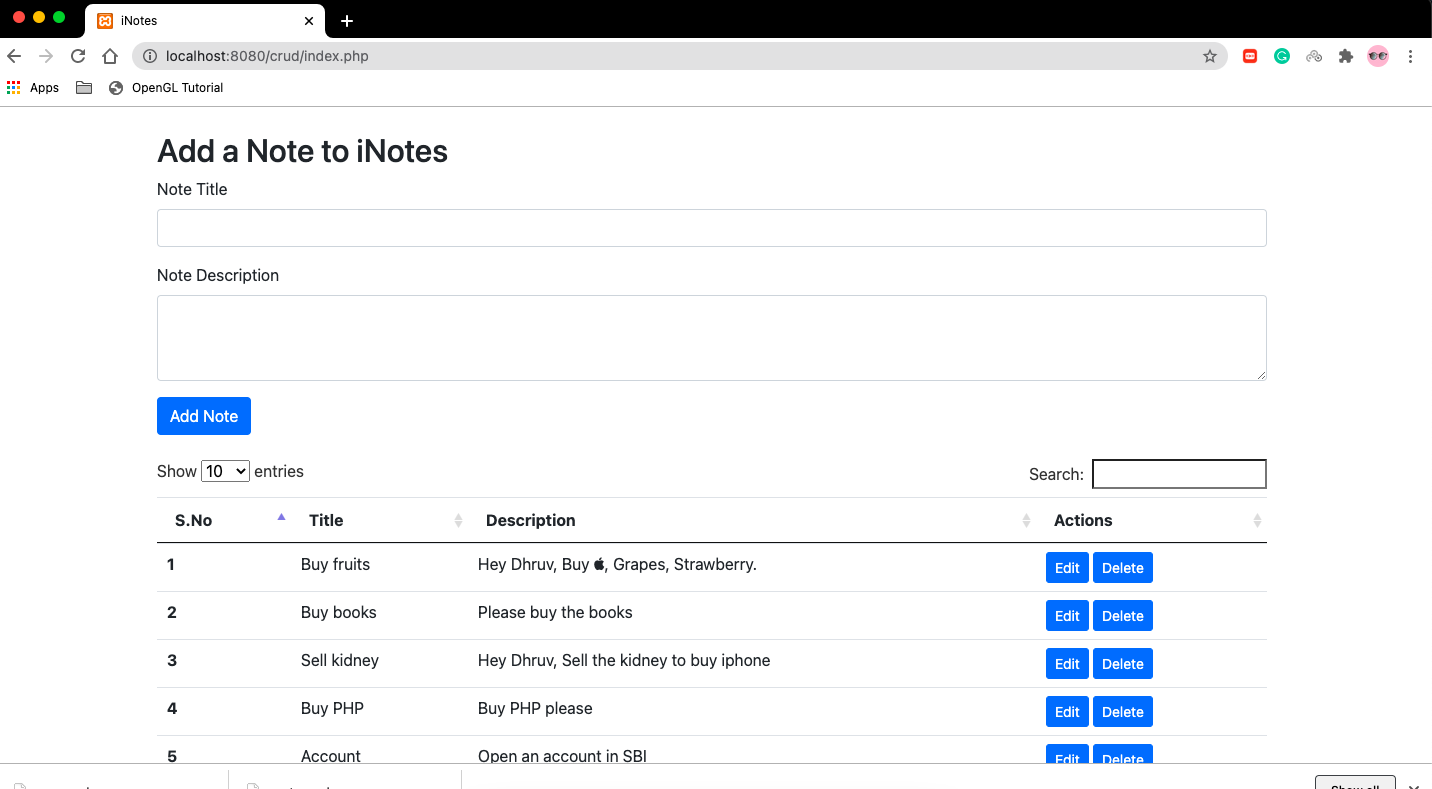 iNotes
localhost:8080/crud/index.php
Apps OpenGL Tutorial
Add a Note to iNotes
Note Title
Note Description
Add Note
Show 10 entries Search:
S.No Title Description Actions
1 Buy fruits Hey Dhruv, Buy , Grapes, Strawberry. Edit Delete
2 Buy books Please buy the books Edit Delete
3 Sell kidney Hey Dhruv, Sell the kidney to buy iphone Edit Delete
4 Buy PHP Buy PHP please Edit Delete
5 Account Open an account in SBI Edit Delete
Show all